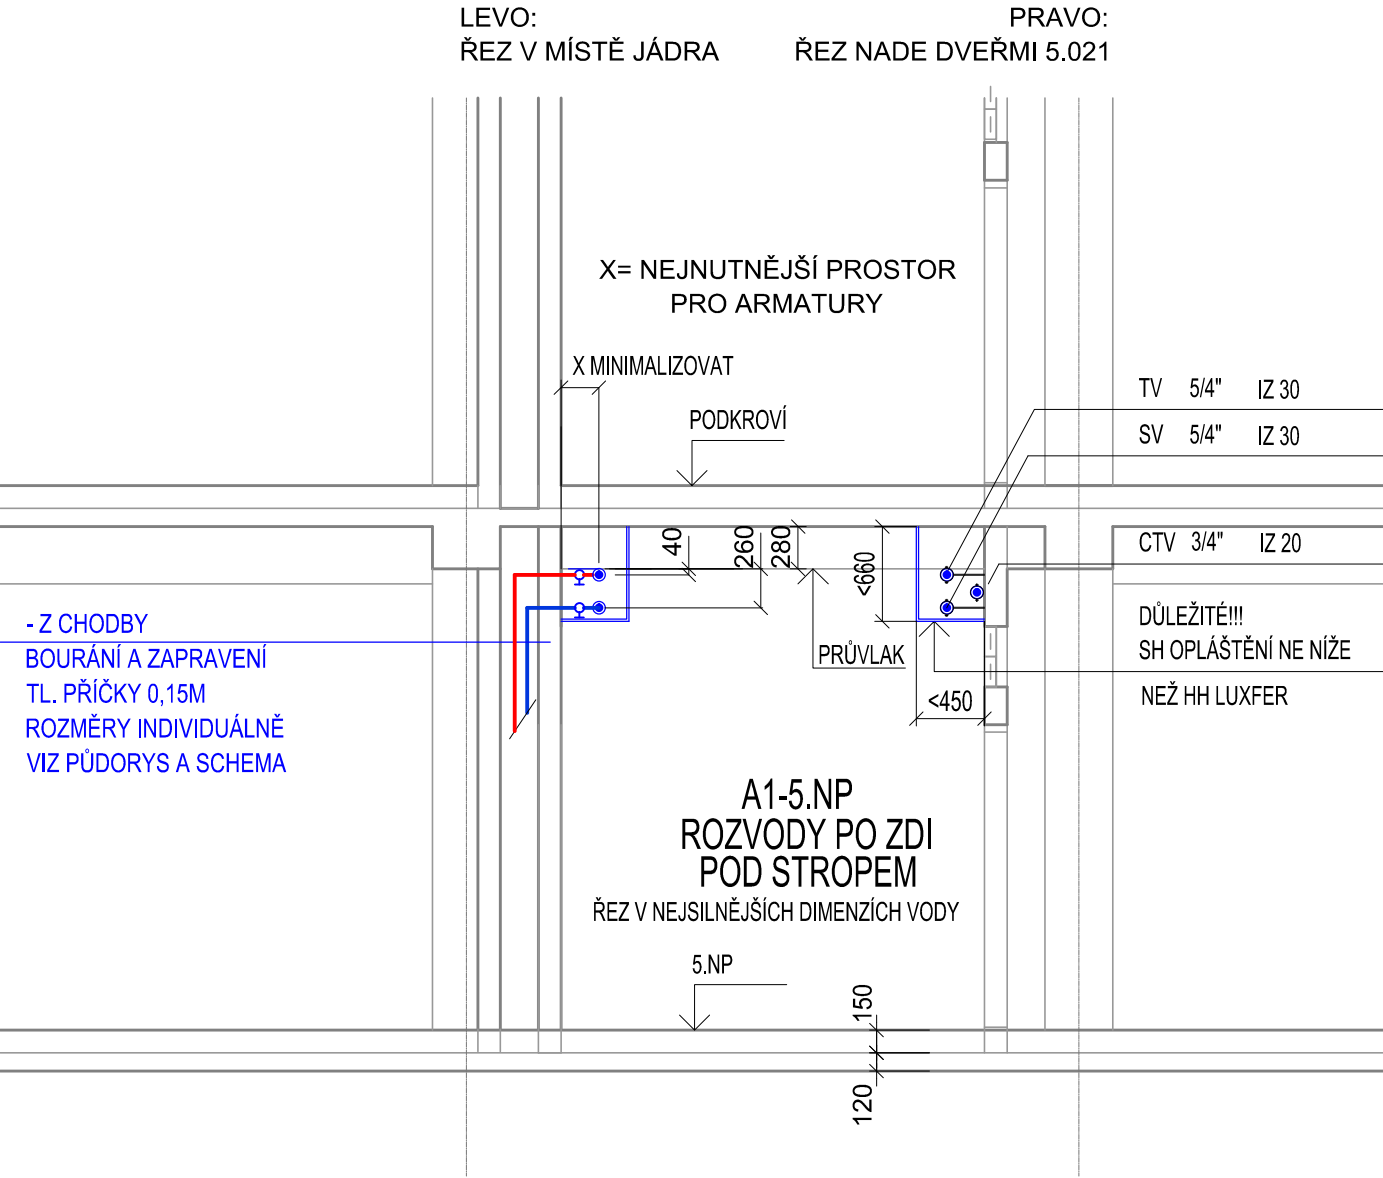 LEVO:
ŘEZ V MÍSTĚ JÁDRA
PRAVO:
ŘEZ NADE DVEŘMI 5.021
X= NEJNUTNĚJŠÍ PROSTOR
PRO ARMATURY
X MINIMALIZOVAT
PODKROVÍ
TV 5/4" IZ 30
SV 5/4" IZ 30
CTV 3/4" IZ 20
40
260
280
<660
PRŮVLAK
<450
DŮLEŽITÉ!!!
SH OPLÁŠTĚNÍ NE NÍŽE
NEŽ HH LUXFER
- Z CHODBY
BOURÁNÍ A ZAPRAVENÍ
TL. PŘÍČKY 0,15M
ROZMĚRY INDIVIDUÁLNĚ
VIZ PŮDORYS A SCHEMA
A1-5.NP
ROZVODY PO ZDI
POD STROPEM
ŘEZ V NEJSILNĚJŠÍCH DIMENZÍCH VODY
5.NP
150
120